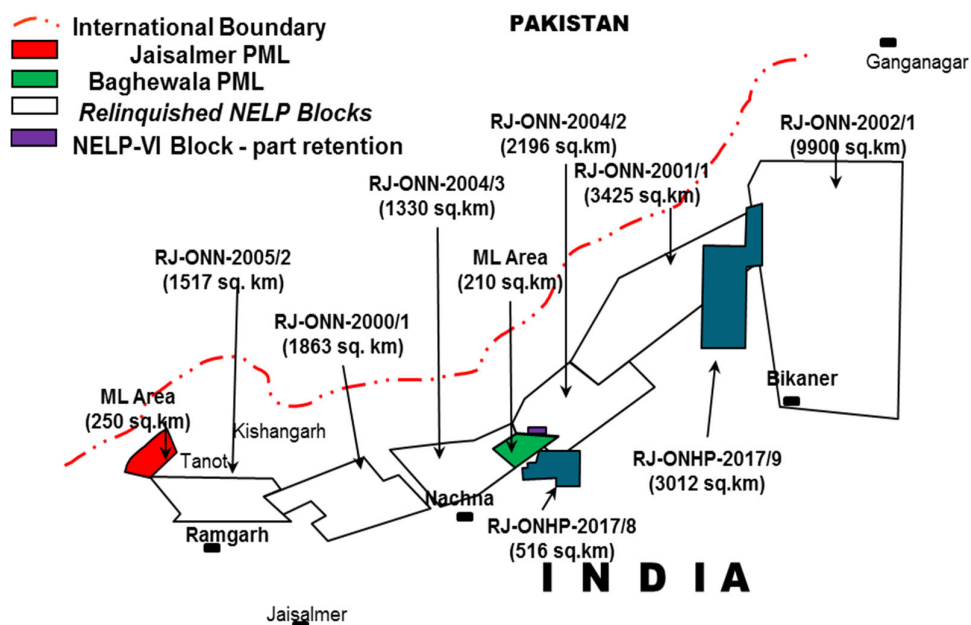 PAKISTAN
International Boundary
Jaisalmer PML
Baghewala PML
Relinquished NELP Blocks
NELP-VI Block - part retention
Ganganagar
RJ-ONN-2004/2
(2196 sq.km)
RJ-ONN-2002/1
(9900 sq.km)
RJ-ONN-2001/1
(3425 sq.km)
RJ-ONN-2004/3
(1330 sq.km)
RJ-ONN-2005/2
(1517 sq. km)
ML Area
(210 sq.km)
RJ-ONN-2000/1
(1863 sq. km)
ML Area
(250 sq.km)
Kishangarh
Tanot
Bikaner
Ramgarh
Nachna
RJ-ONHP-2017/9
(3012 sq.km)
RJ-ONHP-2017/8
(516 sq.km)
INDIA
Jaisalmer